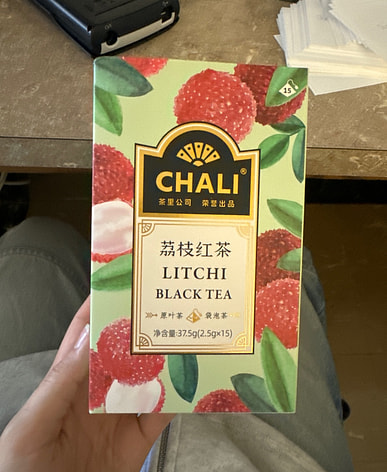 15
CHALI®
茶里公司 荣誉出品
荔枝红茶
LITCHI
BLACK TEA
原叶茶 袋泡茶
净含量:37.5g(2.5g×15)